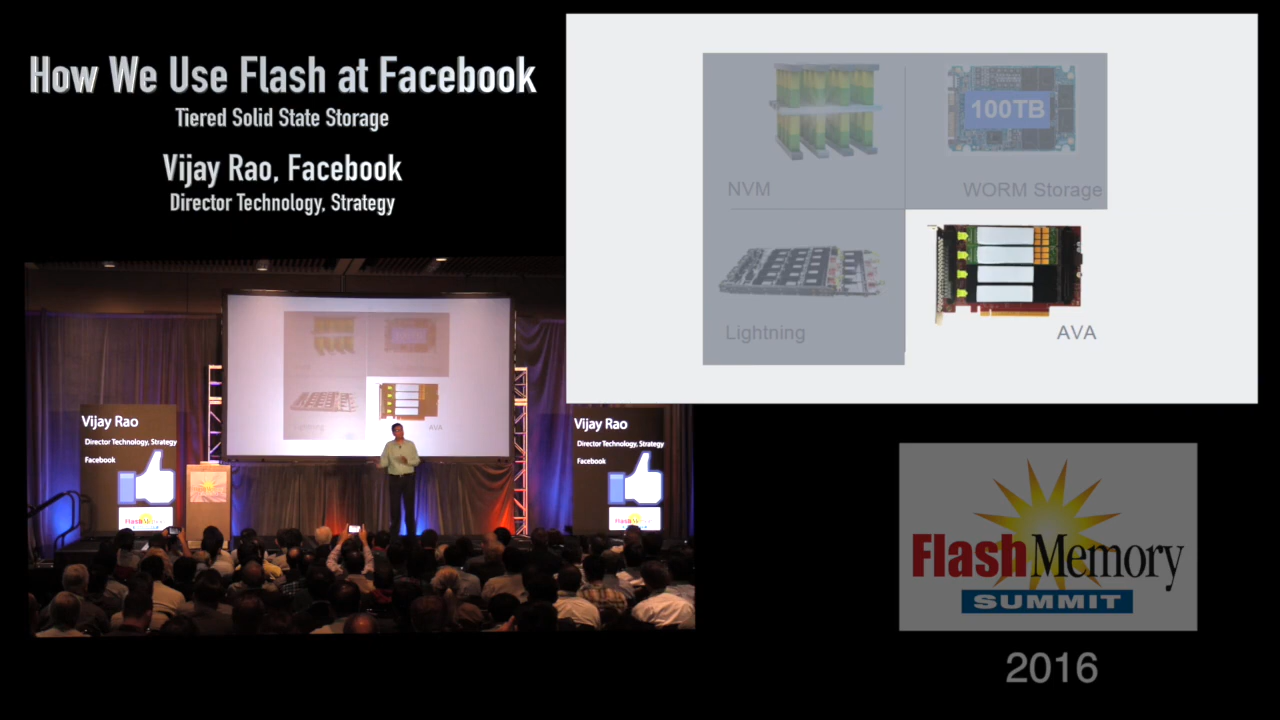 How We Use Flash at Facebook
Tiered Solid State Storage
Vijay Rao, Facebook
Director Technology, Strategy
100TB
NVM
WORM Storage
Lightning
AVA
Lightning
AVA
Vijay Rao
Director Technology, Strategy
Facebook
Flash
Vijay Rao
Director Technology, Strategy
Facebook
Flash
FlashMemory
SUMMIT
2016